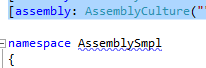 [assembly: AssemblyCulture("
namespace AssemblySmpl
{